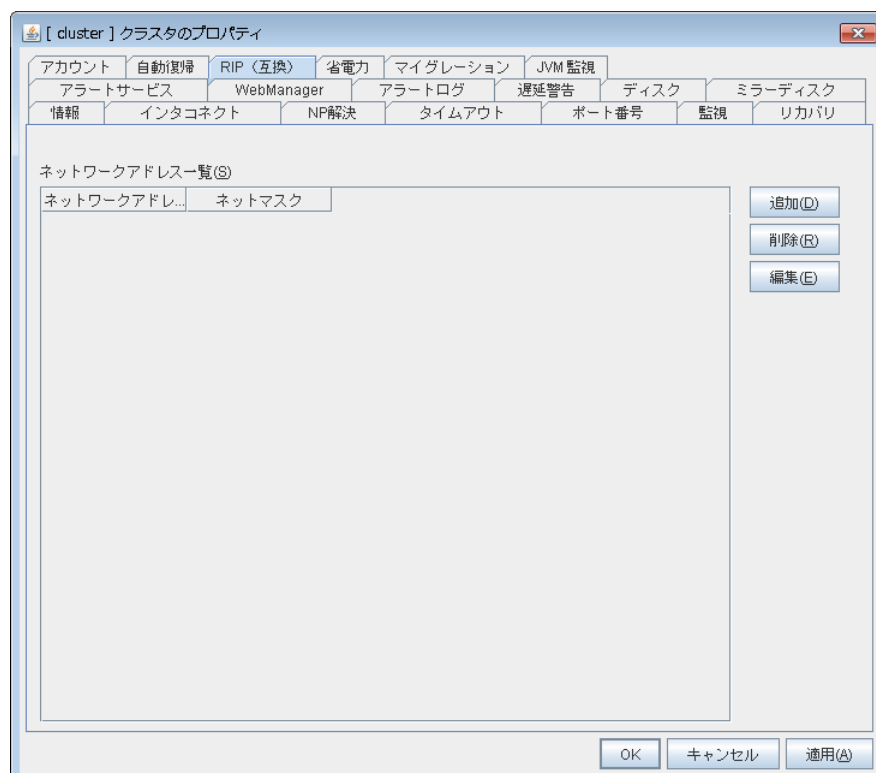 [ cluster ] クラスタのプロパティ
アカウント 自動復帰 RIP（互換） 省電力 マイグレーション JVM 監視
アラートサービス WebManager アラートログ 遅延警告 ディスク ミラーディスク
情報 インタコネクト NP解決 タイムアウト ポート番号 監視 リカバリ
ネットワークアドレス一覧(S)
ネットワークアドレ... ネットマスク
追加(D)
削除(R)
編集(E)
OK キャンセル 適用(A)